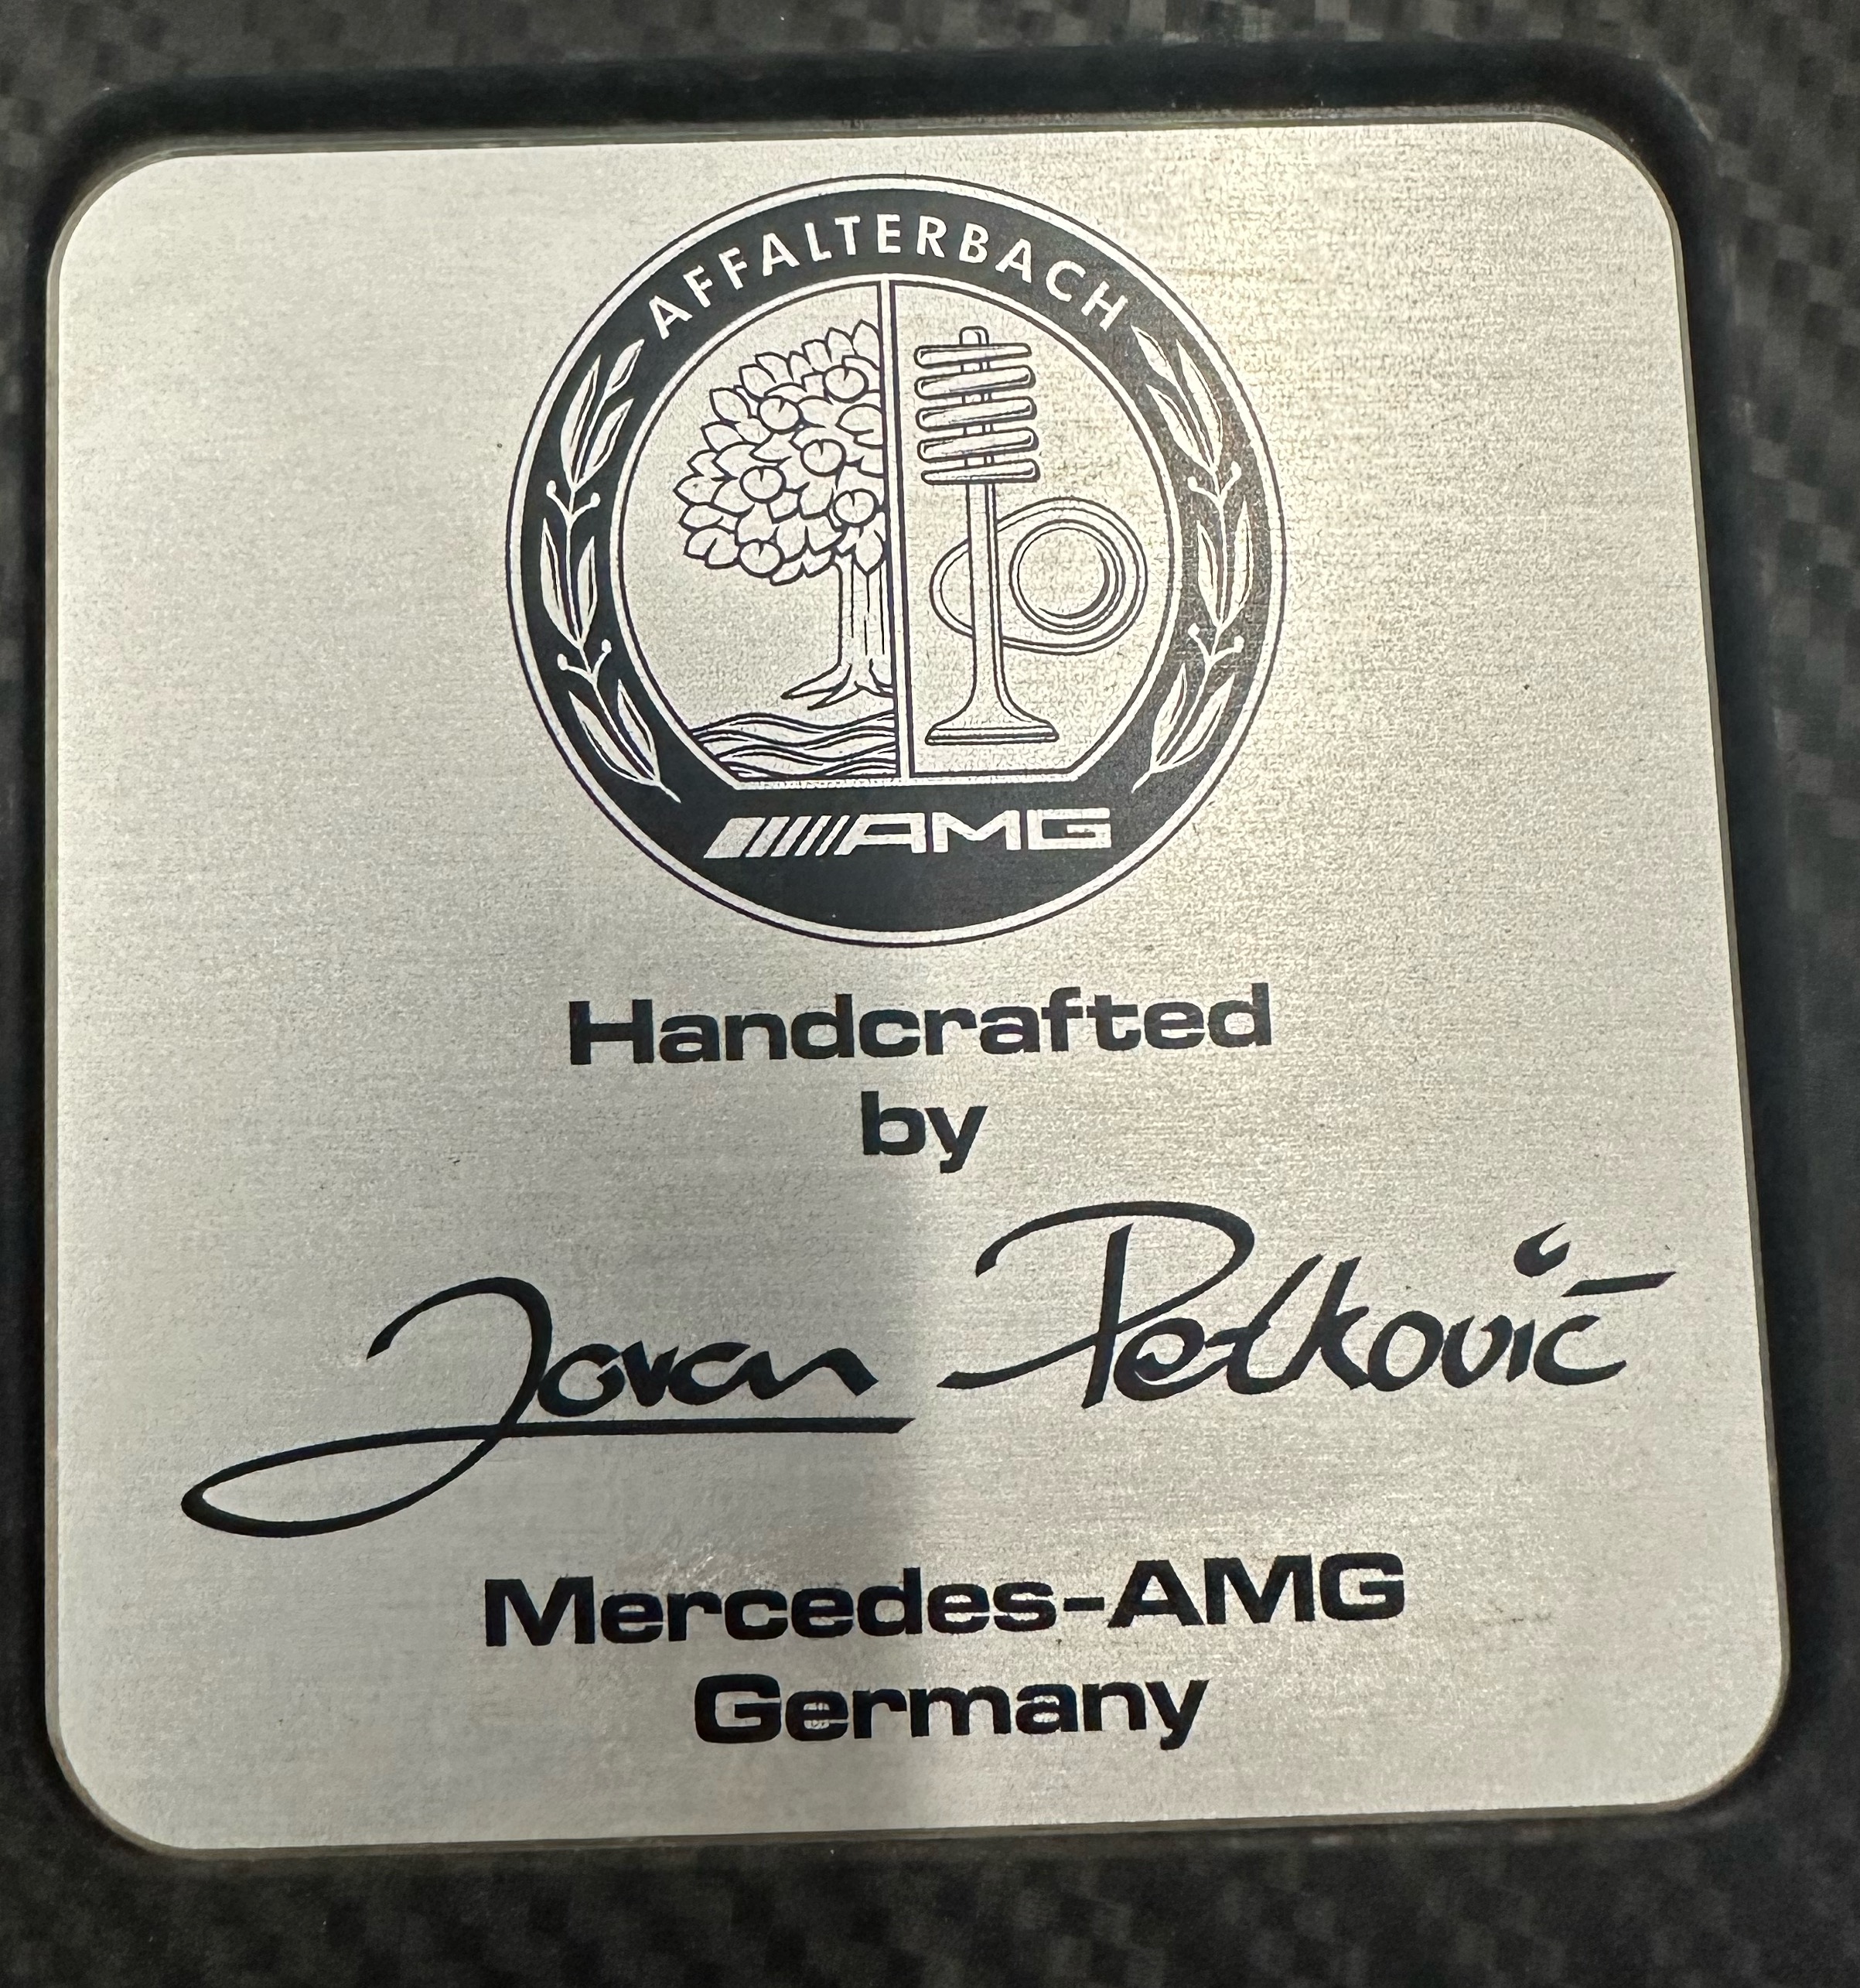 AFFALTERBACH
AMG
Handcrafted
by
Jovan Petković
Mercedes-AMG
Germany